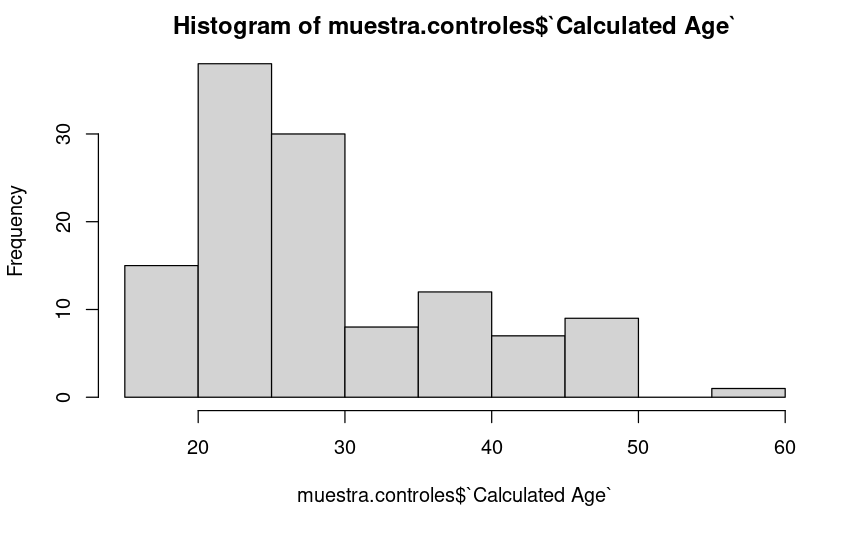 Histogram of muestra.controles$`Calculated Age`
Frequency
30
20
10
0
20 30 40 50 60
muestra.controles$`Calculated Age`